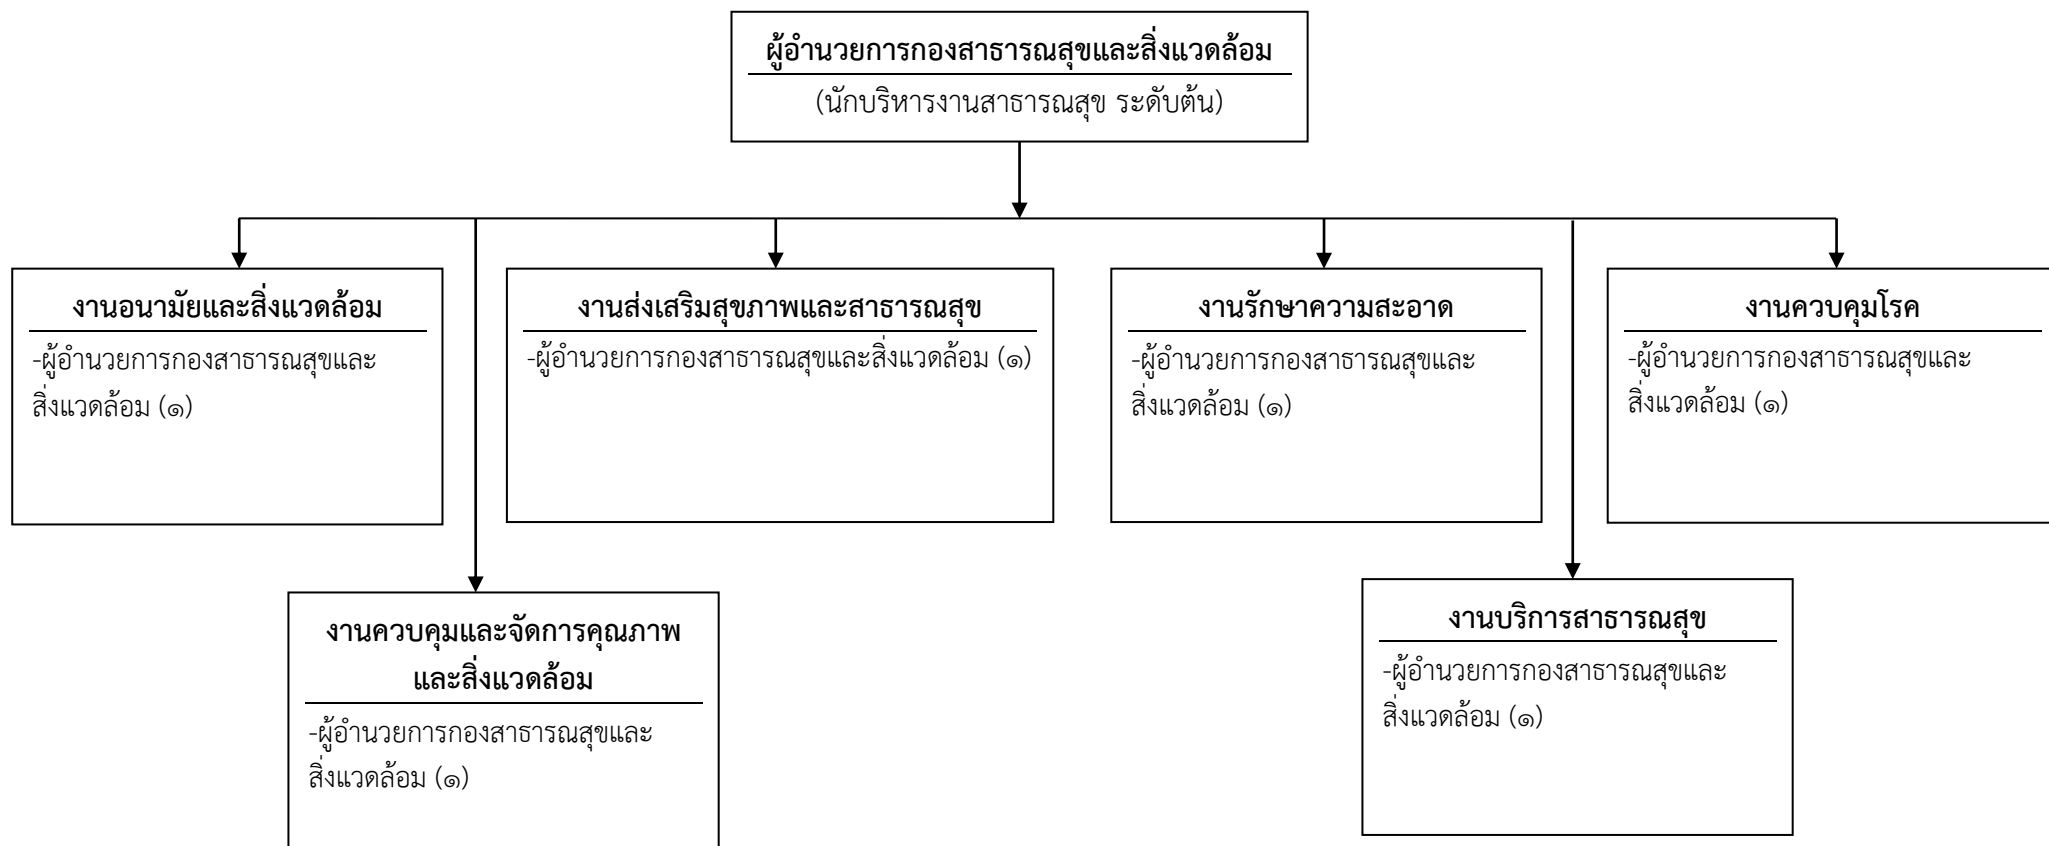 ผู้อำนวยการกองสาธารณสุขและสิ่งแวดล้อม
(นักบริหารงานสาธารณสุข ระดับต้น)
งานอนามัยและสิ่งแวดล้อม
-ผู้อำนวยการกองสาธารณสุขและ
สิ่งแวดล้อม (๑)
งานส่งเสริมสุขภาพและสาธารณสุข
-ผู้อำนวยการกองสาธารณสุขและสิ่งแวดล้อม (๑)
งานรักษาความสะอาด
-ผู้อำนวยการกองสาธารณสุขและ
สิ่งแวดล้อม (๑)
งานควบคุมโรค
-ผู้อำนวยการกองสาธารณสุขและ
สิ่งแวดล้อม (๑)
งานควบคุมและจัดการคุณภาพ
และสิ่งแวดล้อม
-ผู้อำนวยการกองสาธารณสุขและ
สิ่งแวดล้อม (๑)
งานบริการสาธารณสุข
-ผู้อำนวยการกองสาธารณสุขและ
สิ่งแวดล้อม (๑)